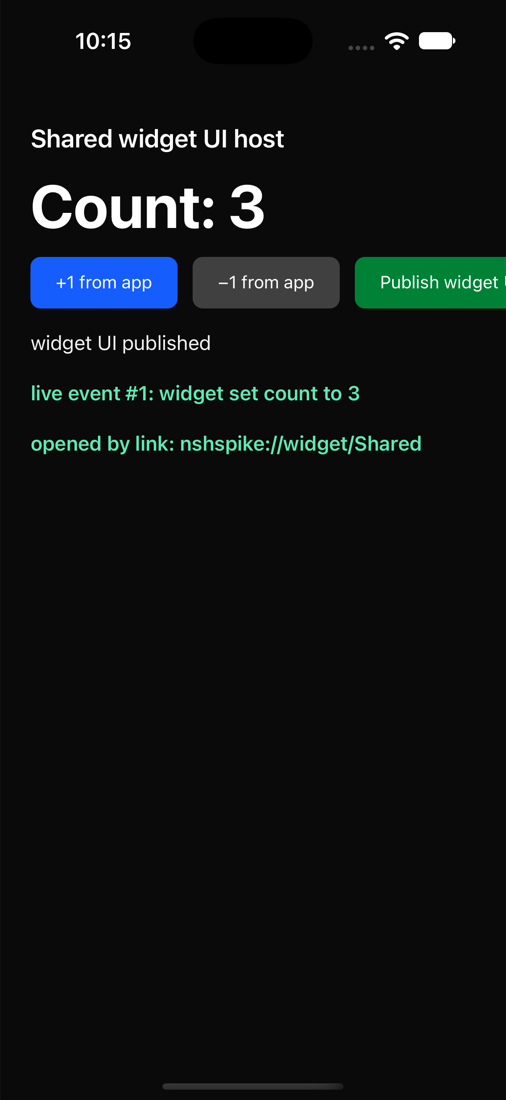 10:15
Shared widget UI host
Count: 3
+1 from app
−1 from app
Publish widget
widget UI published
live event #1: widget set count to 3
opened by link: nshspike://widget/Shared